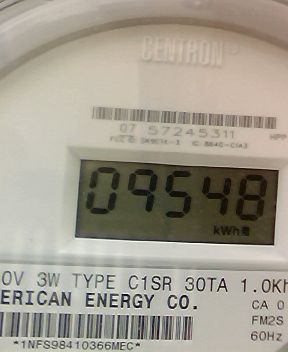 CENTRON®
07 57245311
HPP
09548
kWh
0V 3W TYPE C1SR 30TA 1.0Kh
ERICAN ENERGY CO.
CA 0
FM2S
60Hz
*1NFS98410366MEC*